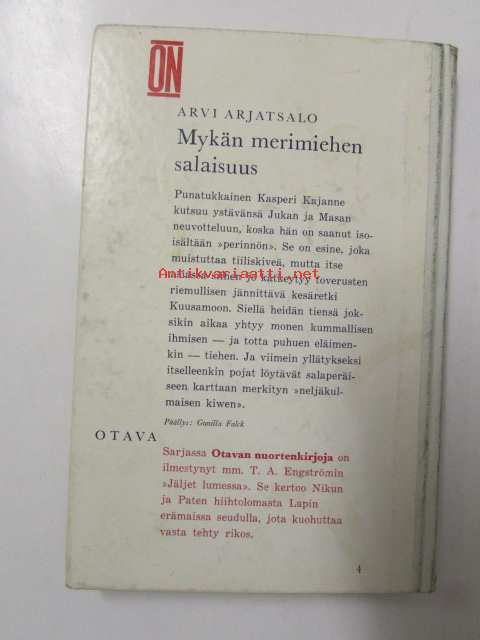 ON
ARVI ARJATSALO
Mykän merimiehen
salaisuus
Punatukkainen Kasperi Kajanne
kutsuu ystävänsä Jukan ja Masan
neuvotteluun, koska hän on saanut iso-
isältään »perinnön». Se on esine, joka
muistuttaa tiiliskiveä, mutta itse
jo kätkeytyy toverusten
Antikvariaatti.net
riemullisen jännittävä kesäretki
Kuusamoon. Siellä heidän tiensä jok-
sikin aikaa yhtyy monen kummallisen
ihmisen — ja totta puhuen eläimen-
kin — tiehen. Ja viimein yllätykseksi
itselleenkin pojat löytävät salaperäi-
seen karttaan merkityn »neljäkul-
maisen kiwen».
Päällys: Gunilla Falck
OTAVA
Sarjassa Otavan nuortenkirjoja on
ilmestynyt mm. T. A. Engströmin
»Jäljet lumessa». Se kertoo Nikun
ja Paten hiihtolomasta Lapin
erämaissa seudulla, jota kuohuttaa
vasta tehty rikos.
4